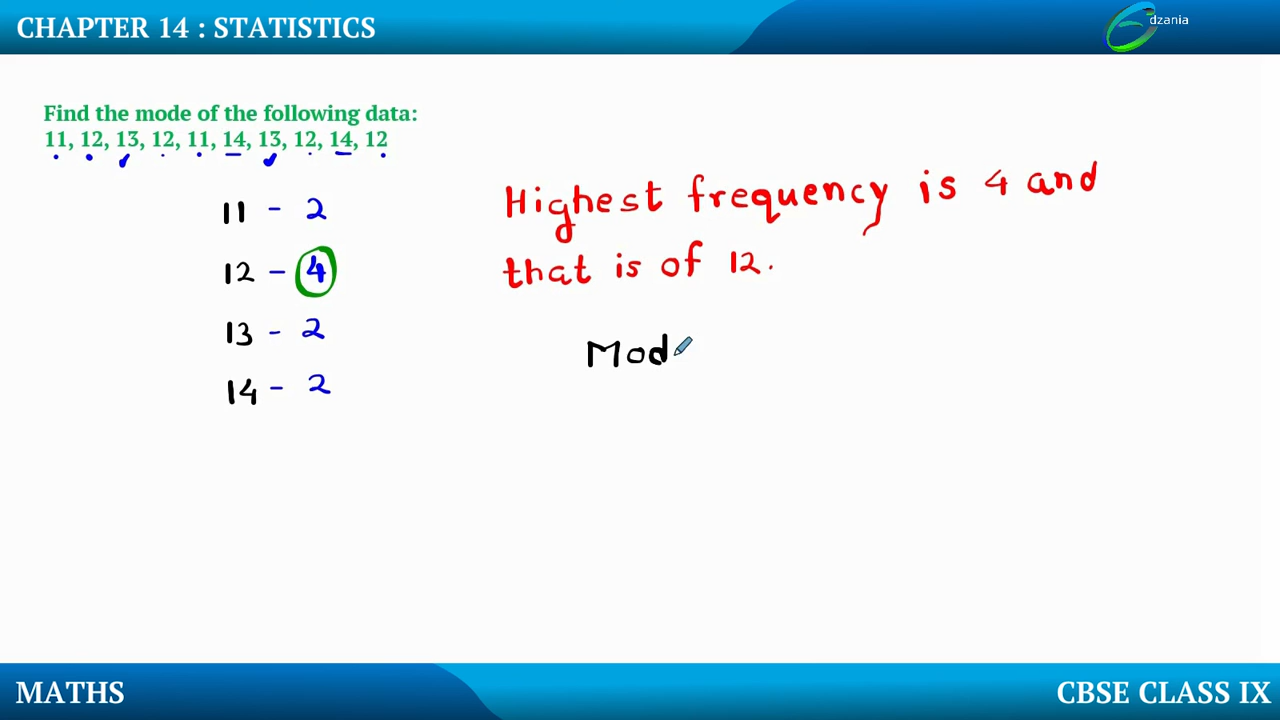 CHAPTER 14 : STATISTICS
Edzania
Find the mode of the following data:
11, 12, 13, 12, 11, 14, 13, 12, 14, 12
11 - 2
12 - 4
13 - 2
14 - 2
Highest frequency is 4 and
that is of 12.
Mod
MATHS
CBSE CLASS IX